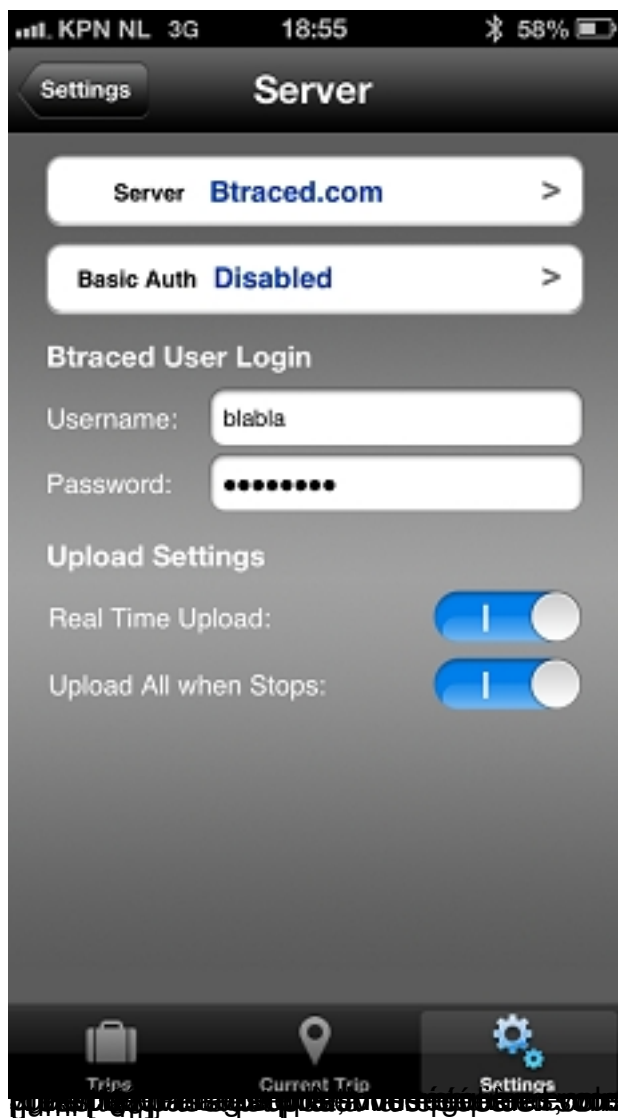 KPN NL 3G 18:55 58%
Settings Server
Server Btraced.com >
Basic Auth Disabled >
Btraced User Login
Username: blabla
Password: ••••••••
Upload Settings
Real Time Upload:
Upload All when Stops:
Trips Current Trip Settings